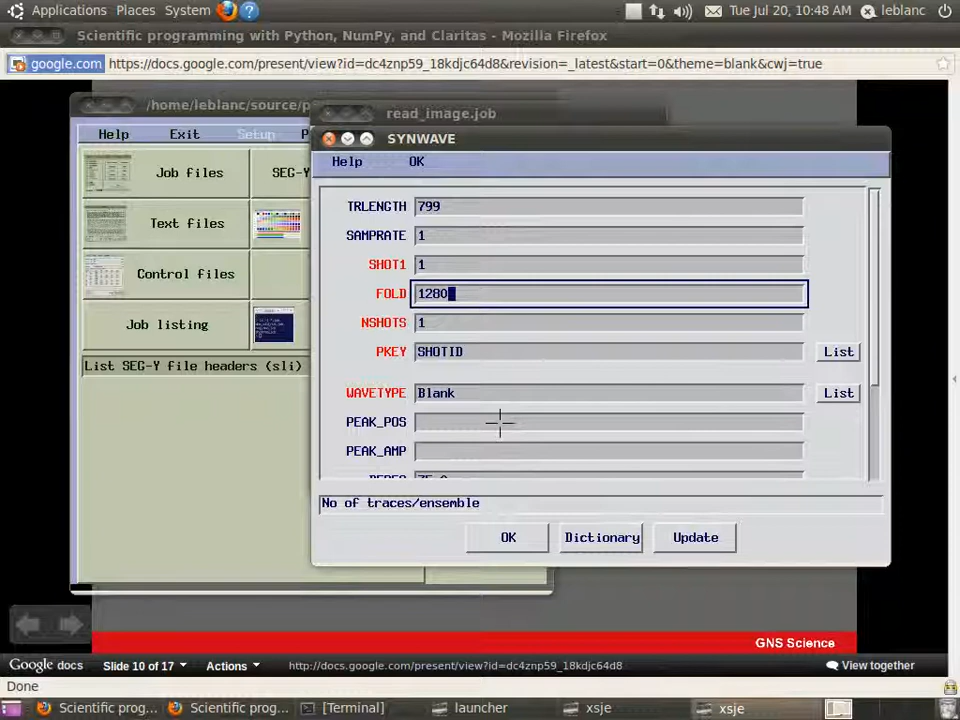 Applications Places System Tue Jul 20, 10:48 AM leblanc
Scientific programming with Python, NumPy, and Claritas - Mozilla Firefox
google.com https://docs.google.com/present/view?id=dc4znp59_18kdjc64d8&revision=_latest&start=0&theme=blank&cwj=true
/home/leblanc/source/p
read_image.job
Help Exit Setup P
SYNWAVE
Help OK
Job files SEG-Y
Text files
Control files
Job listing
List SEG-Y file headers (sli)
TRLENGTH 799
SAMPRATE 1
SHOT1 1
FOLD 1280
NSHOTS 1
PKEY SHOTID List
WAVETYPE Blank List
PEAK_POS
PEAK_AMP
No of traces/ensemble
OK Dictionary Update
GNS Science
Google docs Slide 10 of 17 Actions http://docs.google.com/present/view?id=dc4znp59_18kdjc64d8 View together
Done
Scientific prog... Scientific prog... [Terminal] launcher xsje xsje